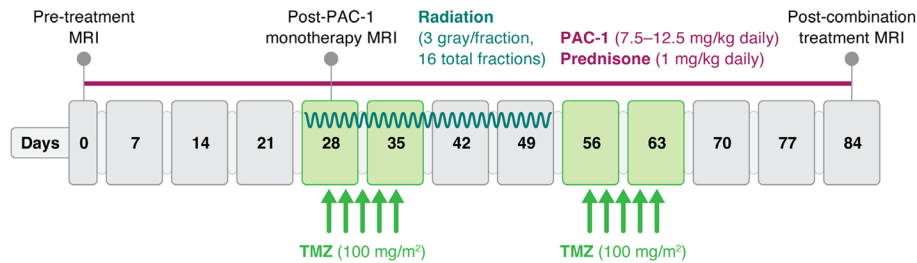 Pre-treatment
MRI
Post-PAC-1
monotherapy MRI
Radiation
(3 gray/fraction,
16 total fractions)
PAC-1 (7.5–12.5 mg/kg daily)
Prednisone (1 mg/kg daily)
Post-combination
treatment MRI
Days 0 7 14 21 28 35 42 49 56 63 70 77 84
TMZ (100 mg/m²)
TMZ (100 mg/m²)